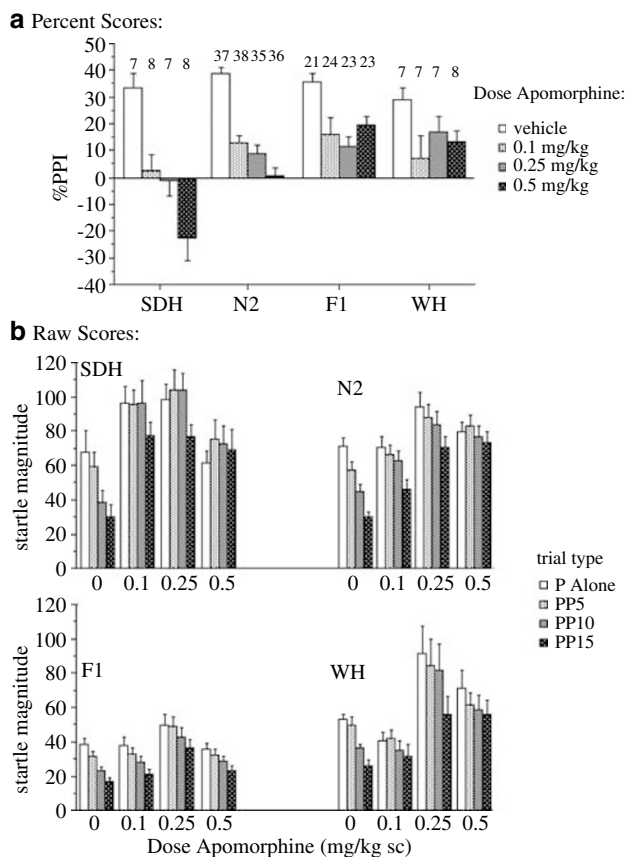 a Percent Scores:
50
40
30
20
10
0
-10
-20
-30
-40
%PPI
7 8 7 8
37 38 35 36
21 24 23 23
7 7 7 8
SDH N2 F1 WH
Dose Apomorphine:
vehicle
0.1 mg/kg
0.25 mg/kg
0.5 mg/kg
b Raw Scores:
SDH
N2
120
100
80
60
40
20
0
startle magnitude
0 0.1 0.25 0.5
0 0.1 0.25 0.5
trial type
P Alone
PP5
PP10
PP15
F1
WH
120
100
80
60
40
20
0
startle magnitude
0 0.1 0.25 0.5
0 0.1 0.25 0.5
Dose Apomorphine (mg/kg sc)